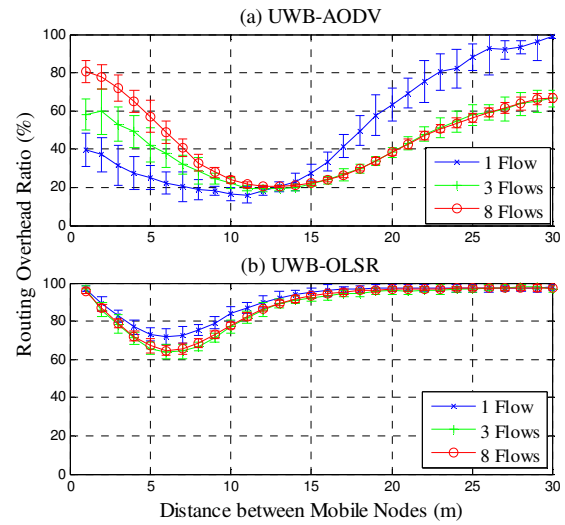 (a) UWB-AODV
Routing Overhead Ratio (%)
100
80
60
40
20
0
0 5 10 15 20 25 30
1 Flow
3 Flows
8 Flows
(b) UWB-OLSR
100
80
60
40
20
0
0 5 10 15 20 25 30
1 Flow
3 Flows
8 Flows
Distance between Mobile Nodes (m)